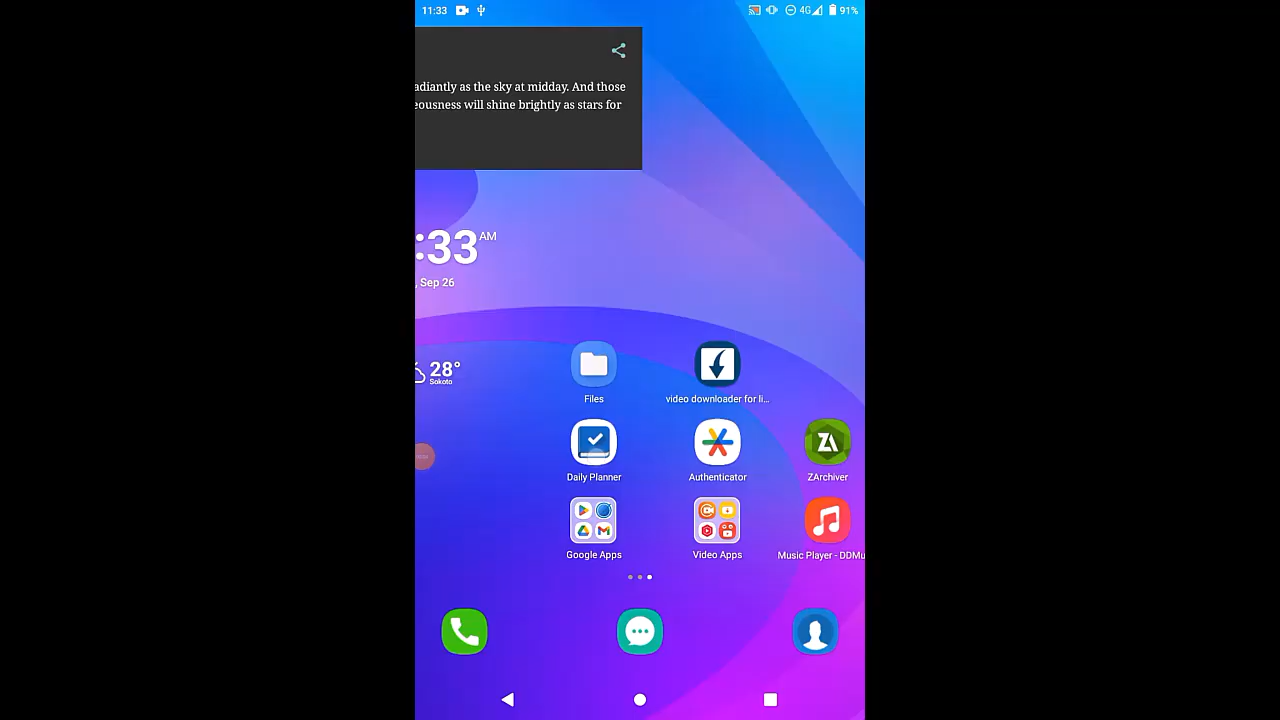 11:33
4G
91%
adiantly as the sky at midday. And those
eousness will shine brightly as stars for
:33 AM
, Sep 26
28°
Sokoto
Files
video downloader for li...
Daily Planner
Authenticator
ZA
ZArchiver
Google Apps
Video Apps
Music Player - DDMu